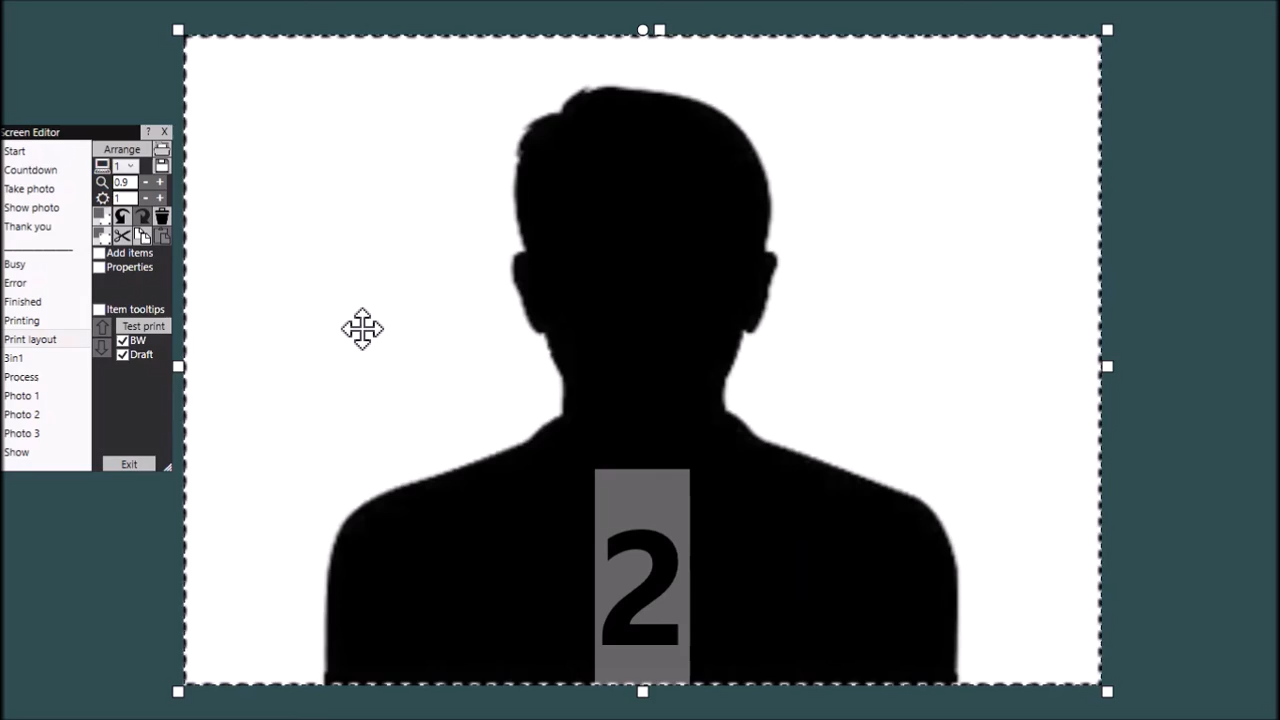 Screen Editor ? X
Start
Countdown
Take photo
Show photo
Thank you
Busy
Error
Finished
Printing
Print layout
3in1
Process
Photo 1
Photo 2
Photo 3
Show
Arrange
1
0.9 - +
1 - +
Add items
Properties
Item tooltips
Test print
BW
Draft
Exit
2